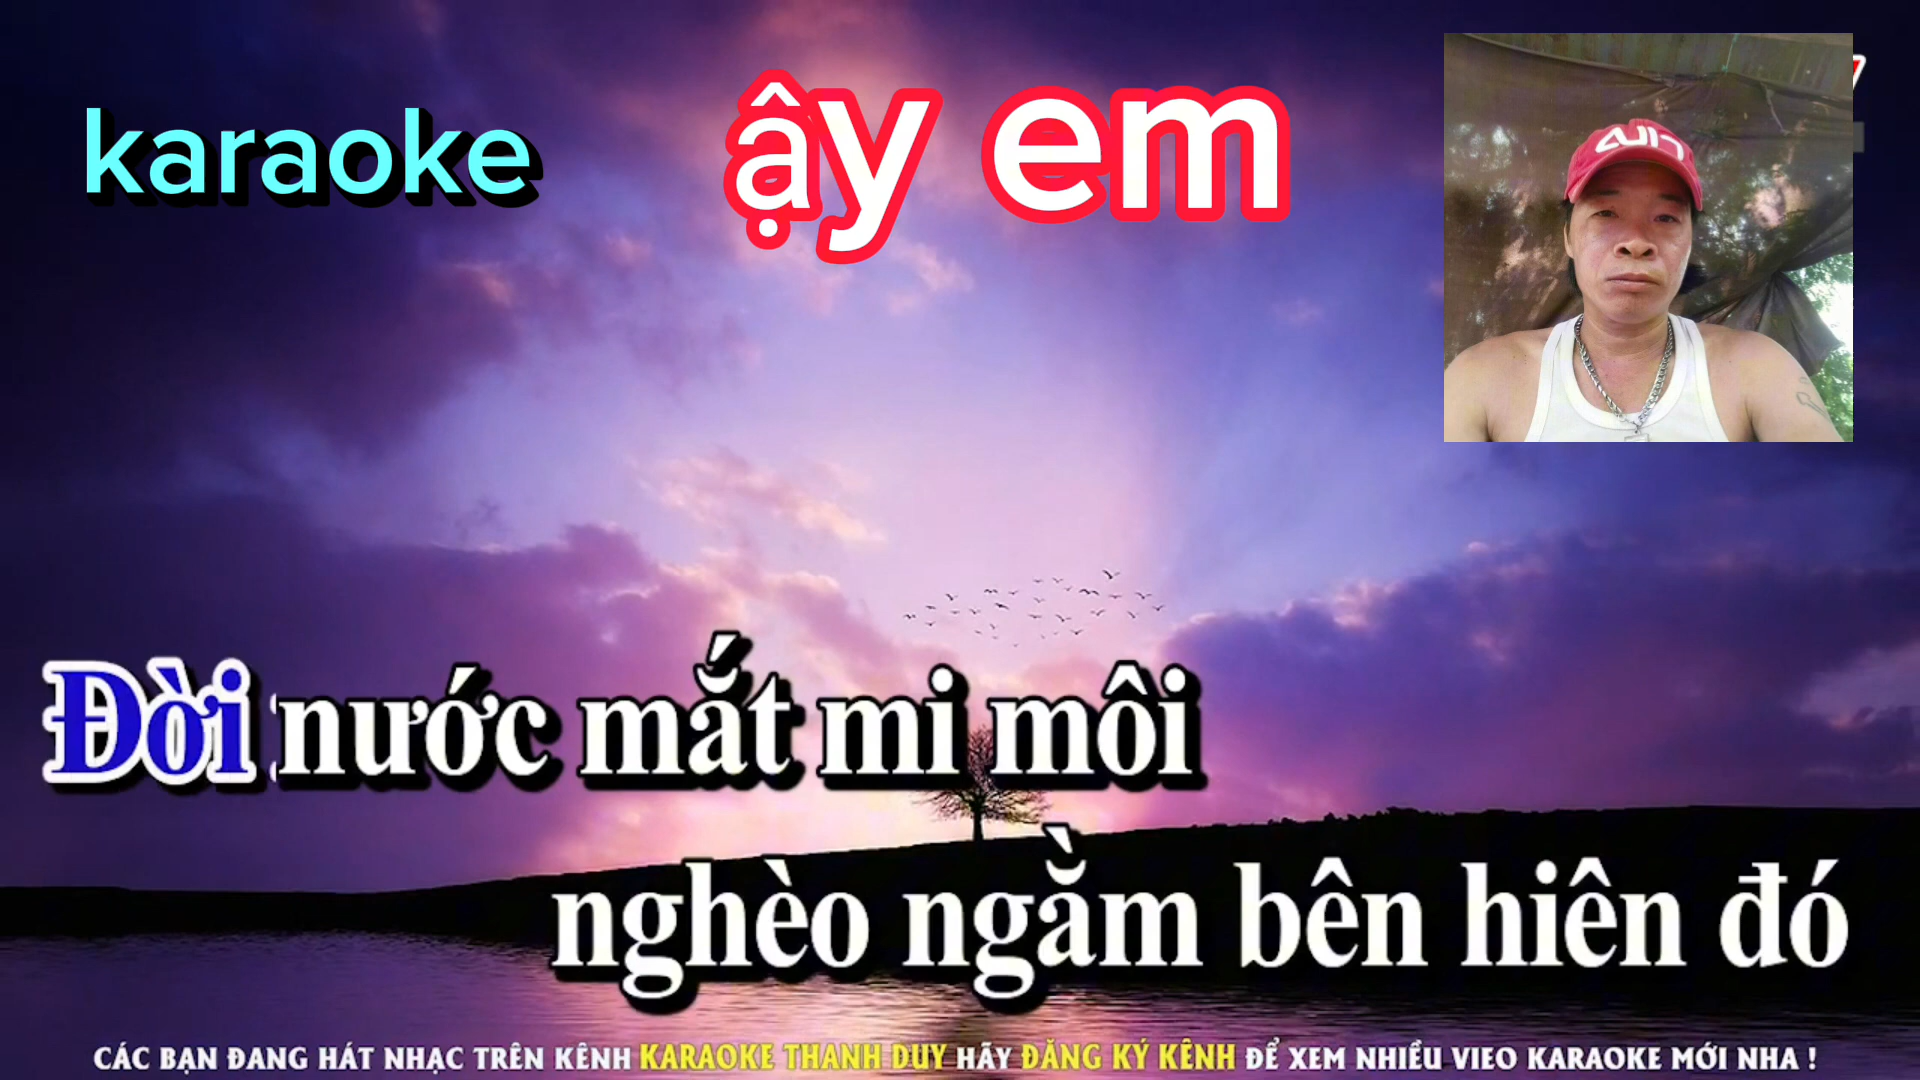 karaoke
ậy em
Đời nước mắt mi môi
nghèo ngằm bên hiên đó
CÁC BẠN ĐANG HÁT NHẠC TRÊN KÊNH KARAOKE THANH DUY HÃY ĐĂNG KÝ KÊNH ĐỂ XEM NHIỀU VIEO KARAOKE MỚI NHA !